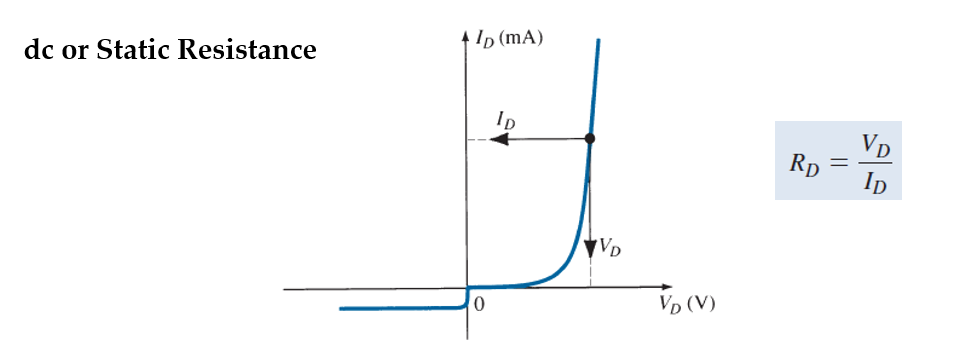 dc or Static Resistance
I_D (mA)
I_D
R_D = V_D / I_D
V_D
0
V_D (V)